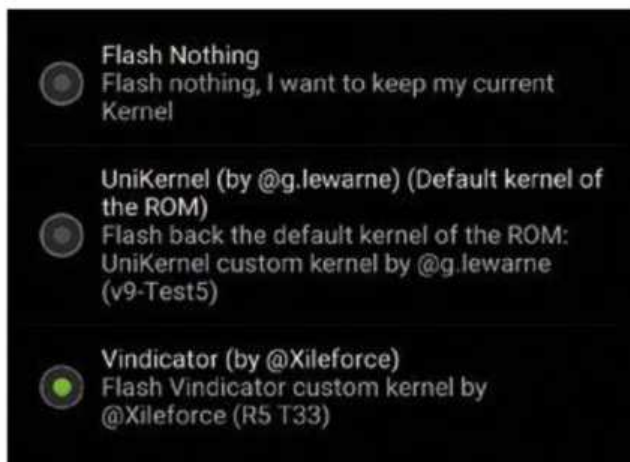 Flash Nothing
Flash nothing, I want to keep my current
Kernel
UniKernel (by @g.lewarne) (Default kernel of
the ROM)
Flash back the default kernel of the ROM:
UniKernel custom kernel by @g.lewarne
(v9-Test5)
Vindicator (by @Xileforce)
Flash Vindicator custom kernel by
@Xileforce (R5 T33)